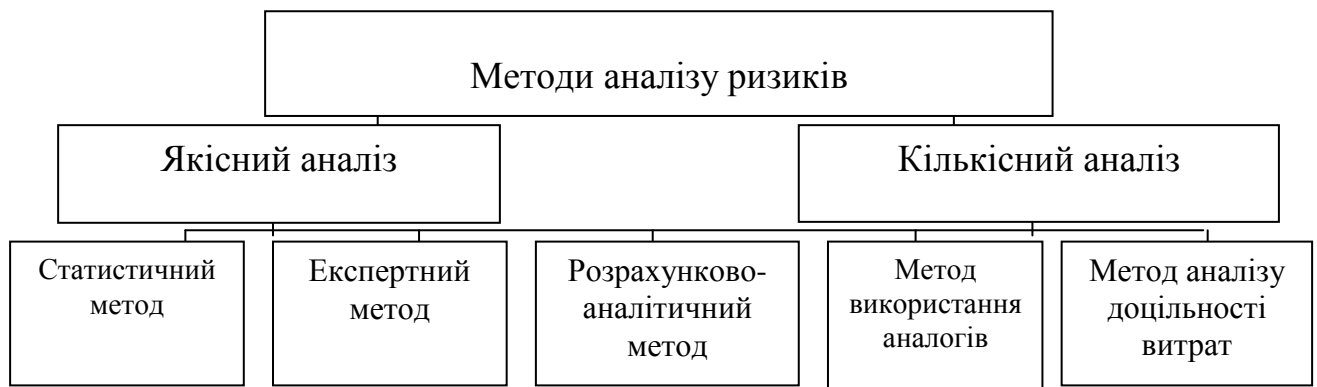 Методи аналізу ризиків
Якісний аналіз
Кількісний аналіз
Статистичний
метод
Експертний
метод
Розрахунково-
аналітичний
метод
Метод
використання
аналогів
Метод аналізу
доцільності
витрат